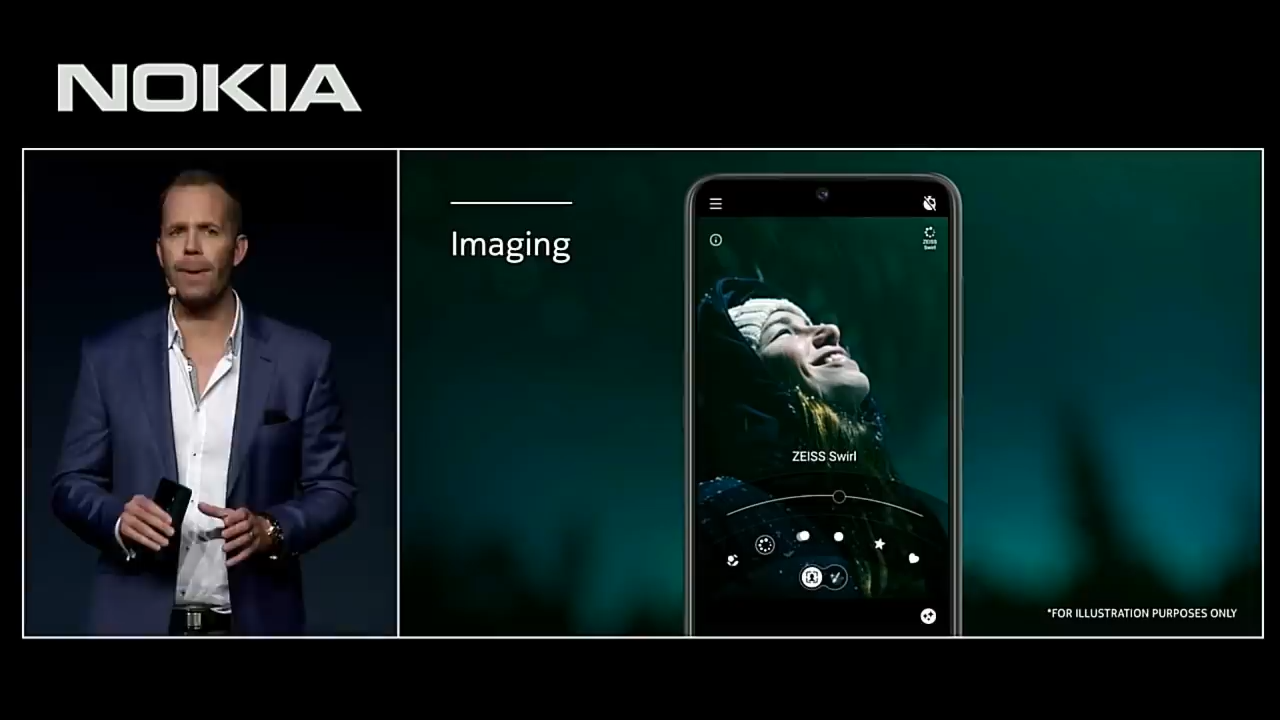 NOKIA
Imaging
ZEISS
Swirl
ZEISS Swirl
*FOR ILLUSTRATION PURPOSES ONLY